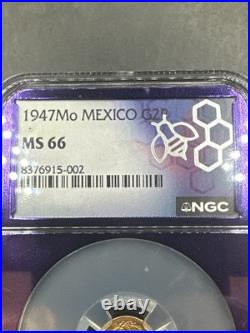 1947Mo MEXICO G2P
MS 66
8376915-002
NGC